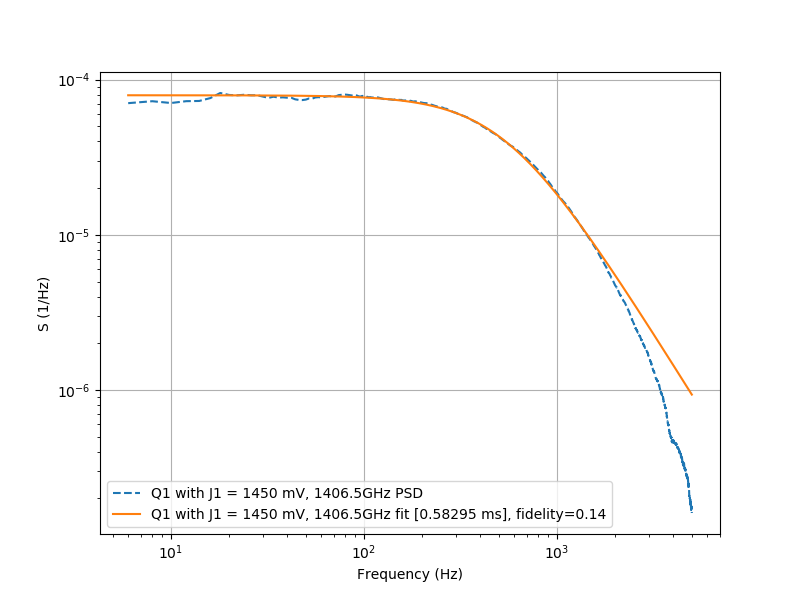 10⁻⁴
10⁻⁵
10⁻⁶
S (1/Hz)
Q1 with J1 = 1450 mV, 1406.5GHz PSD
Q1 with J1 = 1450 mV, 1406.5GHz fit [0.58295 ms], fidelity=0.14
10¹ 10² 10³
Frequency (Hz)